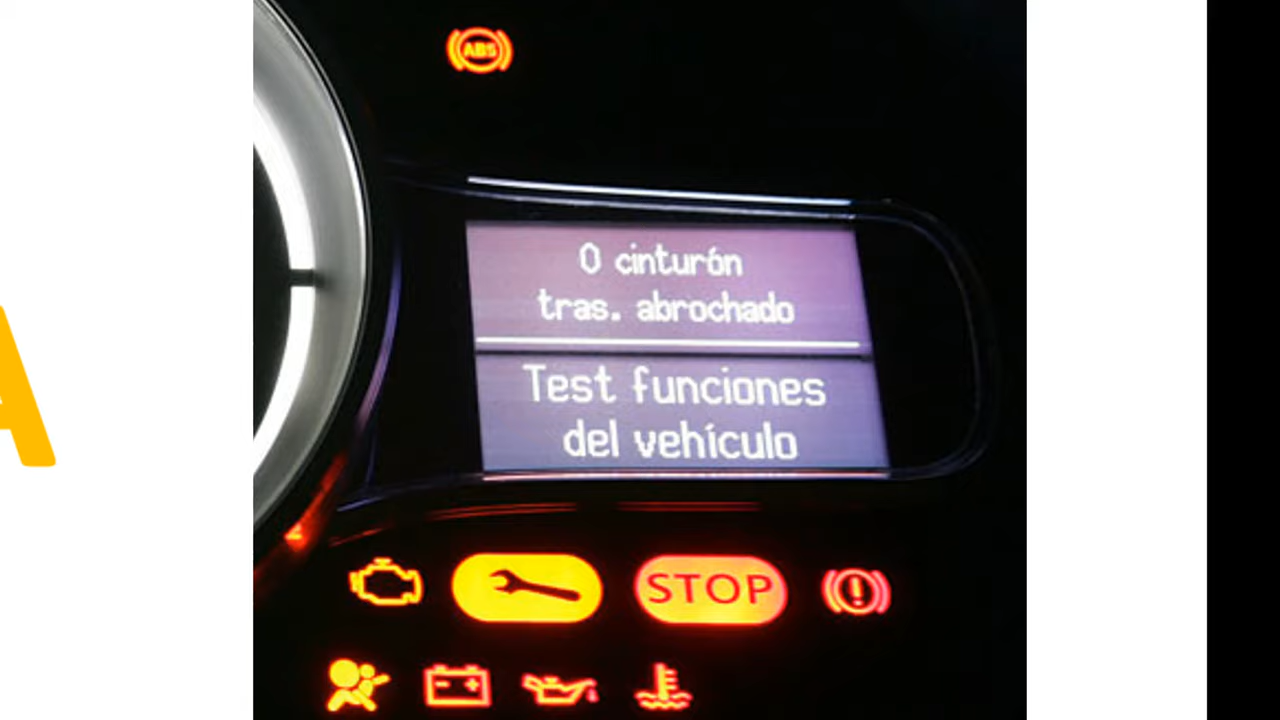 ABS
0 cinturón
tras. abrochado
Test funciones
del vehículo
STOP
A